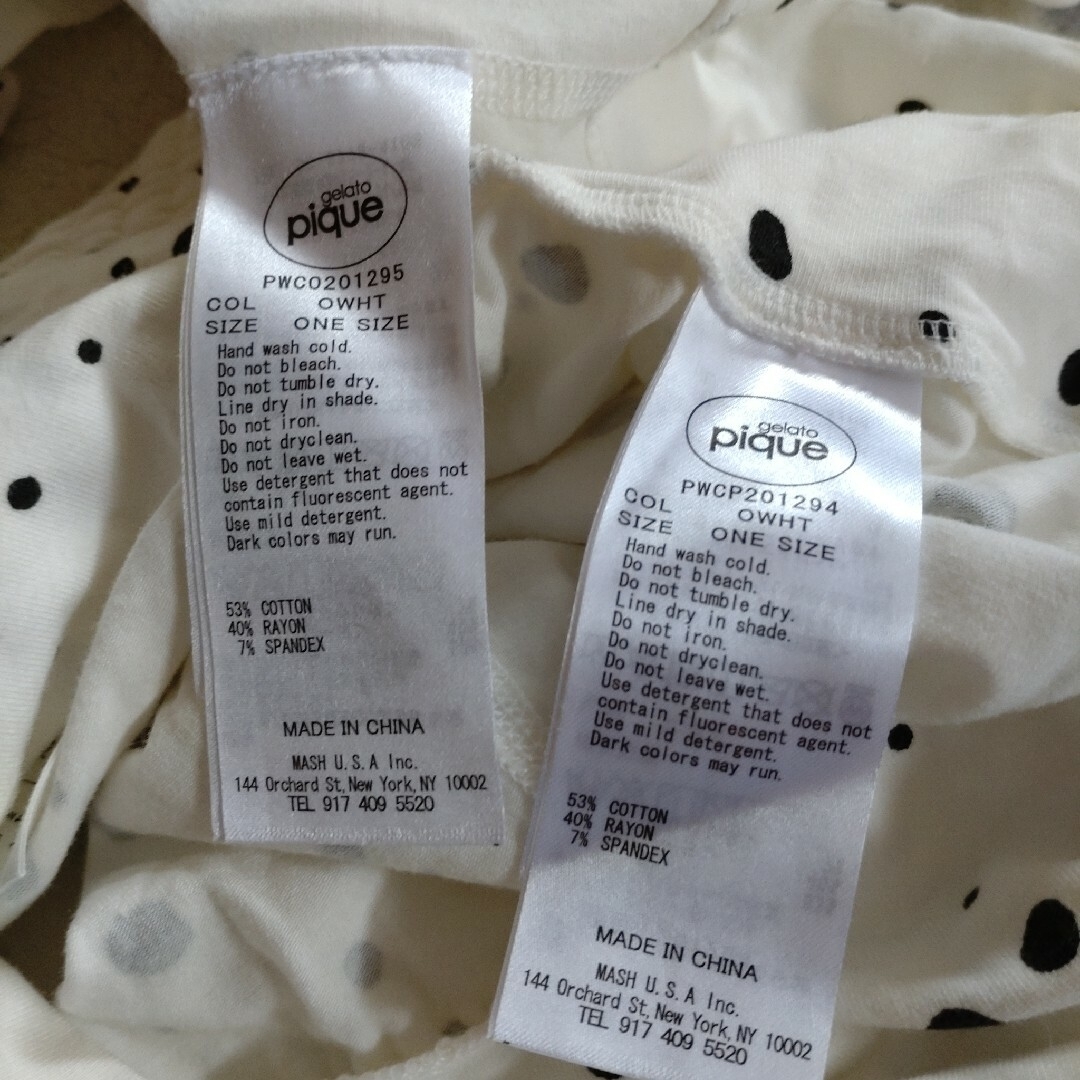 gelato
pique
PWCO201295
COL OWHT
SIZE ONE SIZE
Hand wash cold.
Do not bleach.
Do not tumble dry.
Line dry in shade.
Do not iron.
Do not dryclean.
Do not leave wet.
Use detergent that does not
contain fluorescent agent.
Use mild detergent.
Dark colors may run.
53% COTTON
40% RAYON
7% SPANDEX
MADE IN CHINA
MASH U.S.A Inc.
144 Orchard St, New York, NY 10002
TEL 917 409 5520
gelato
pique
PWCP201294
COL OWHT
SIZE ONE SIZE
Hand wash cold.
Do not bleach.
Do not tumble dry.
Line dry in shade.
Do not iron.
Do not dryclean.
Do not leave wet.
Use detergent that does not
contain fluorescent agent.
Use mild detergent.
Dark colors may run.
53% COTTON
40% RAYON
7% SPANDEX
MADE IN CHINA
MASH U.S.A Inc.
144 Orchard St, New York, NY 10002
TEL 917 409 5520